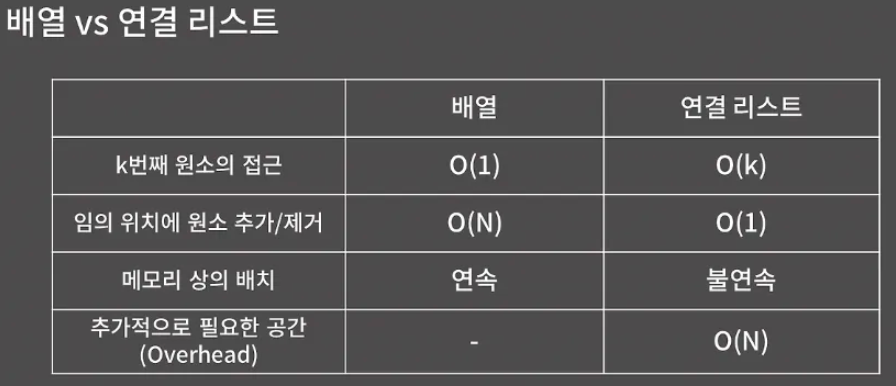 배열 vs 연결 리스트
배열 연결 리스트
k번째 원소의 접근 O(1) O(k)
임의 위치에 원소 추가/제거 O(N) O(1)
메모리 상의 배치 연속 불연속
추가적으로 필요한 공간
(Overhead) - O(N)